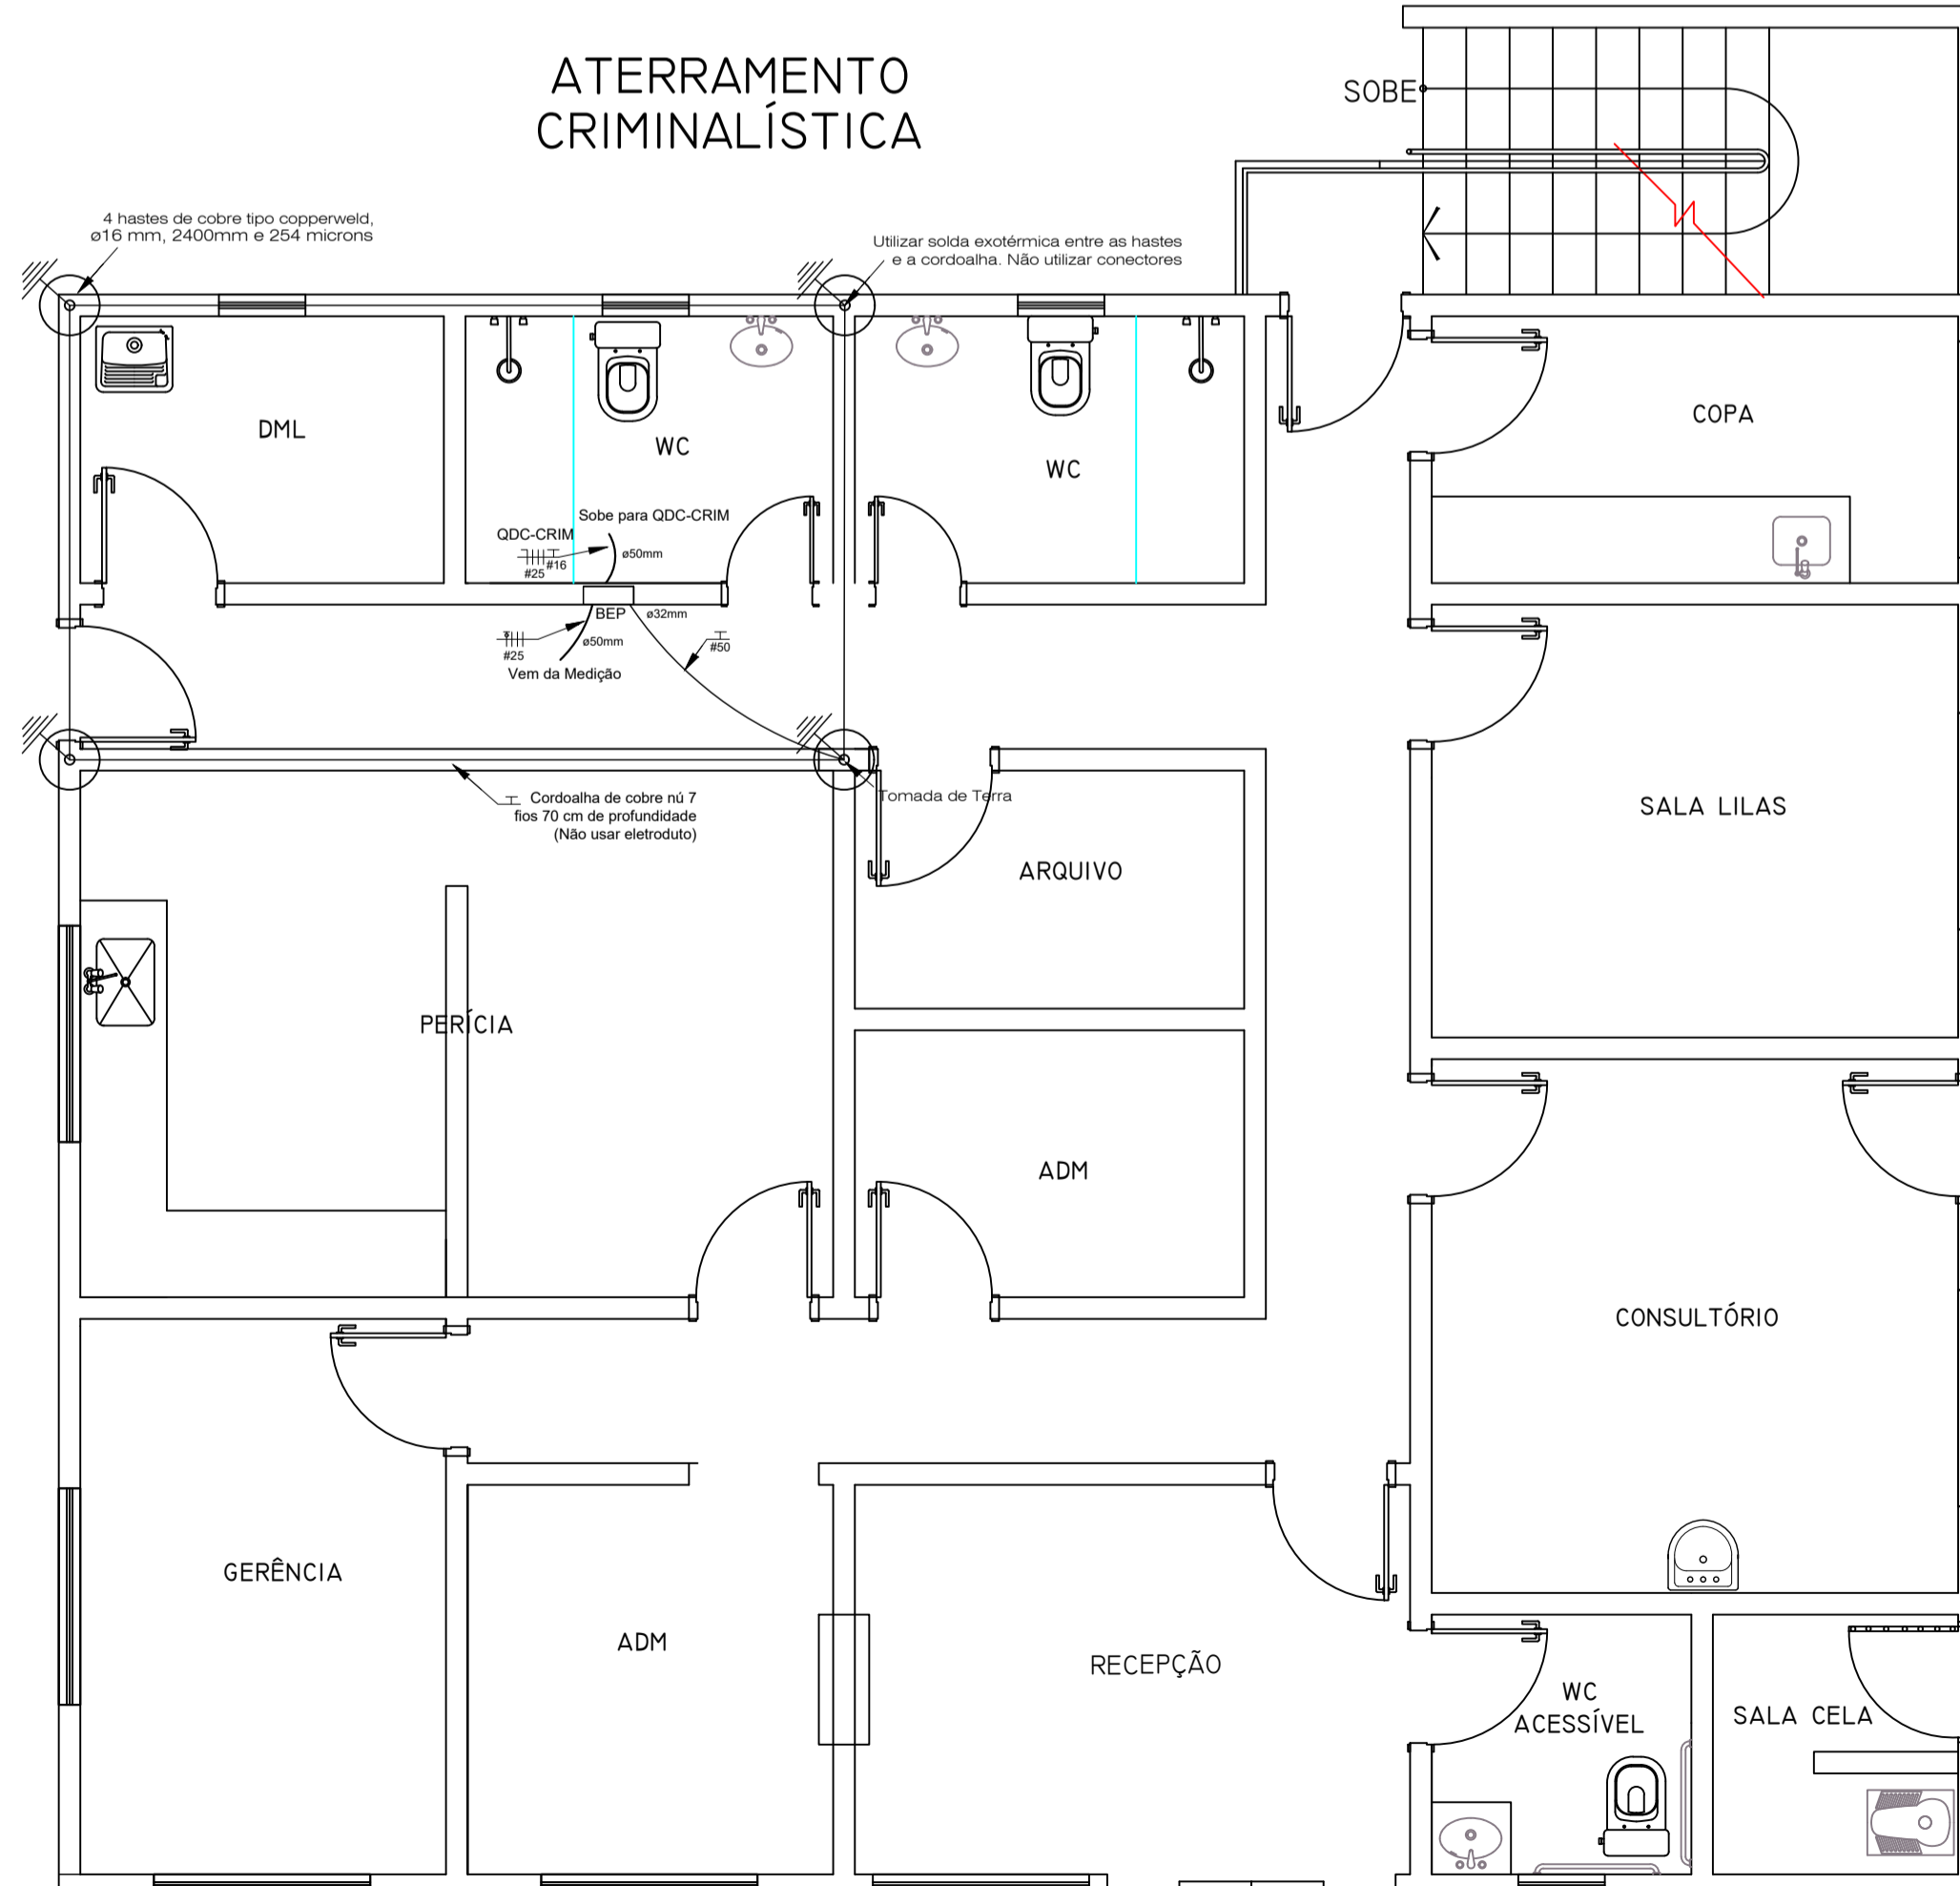 ATERRAMENTO
CRIMINALÍSTICA
SOBE
4 hastes de cobre tipo copperweld,
ø16 mm, 2400mm e 254 microns
Utilizar solda exotérmica entre as hastes
e a cordoalha. Não utilizar conectores
DML
WC
WC
COPA
Sobe para QDC-CRIM
QDC-CRIM
ø50mm
#16
#25
BEP
ø32mm
ø50mm
#50
#25
Vem da Medição
Cordoalha de cobre nú 7
fios 70 cm de profundidade
(Não usar eletroduto)
Tomada de Terra
SALA LILAS
ARQUIVO
PERÍCIA
ADM
CONSULTÓRIO
GERÊNCIA
ADM
RECEPÇÃO
WC
ACESSÍVEL
SALA CELA